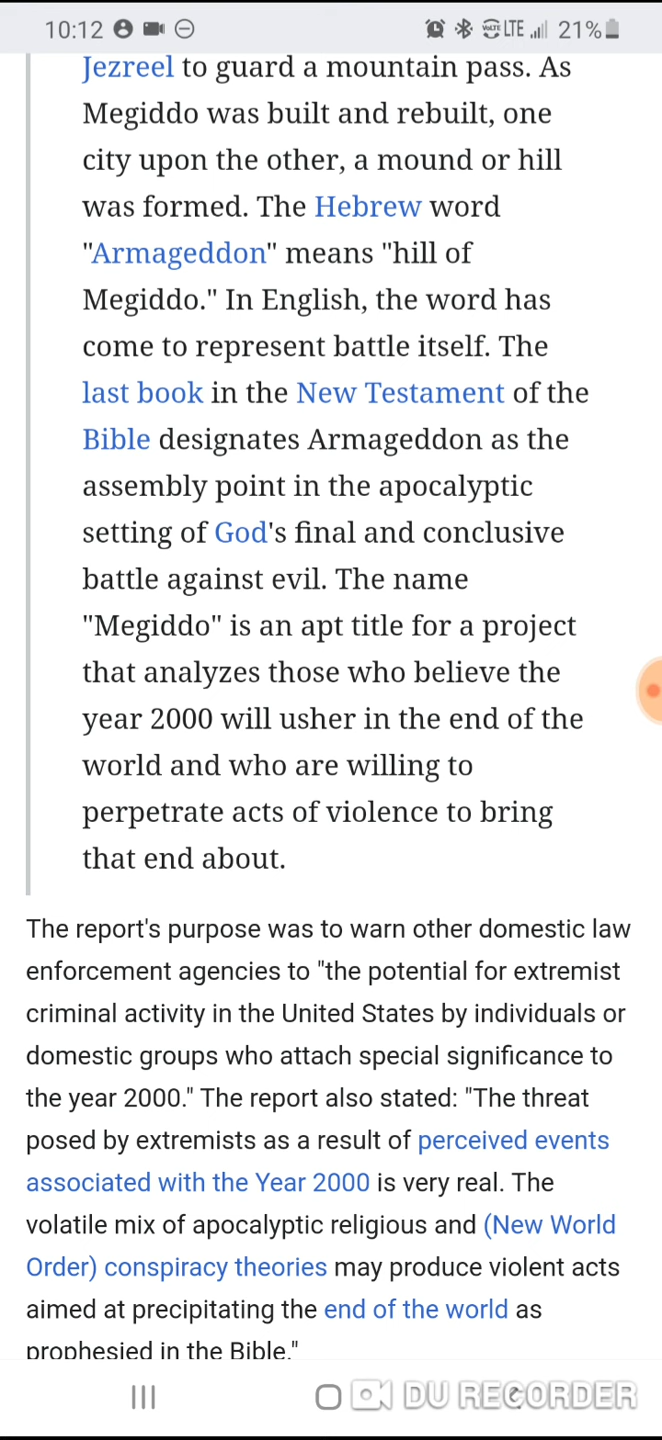 10:12 VoLTE LTE 21%
Jezreel to guard a mountain pass. As
Megiddo was built and rebuilt, one
city upon the other, a mound or hill
was formed. The Hebrew word
"Armageddon" means "hill of
Megiddo." In English, the word has
come to represent battle itself. The
last book in the New Testament of the
Bible designates Armageddon as the
assembly point in the apocalyptic
setting of God's final and conclusive
battle against evil. The name
"Megiddo" is an apt title for a project
that analyzes those who believe the
year 2000 will usher in the end of the
world and who are willing to
perpetrate acts of violence to bring
that end about.
The report's purpose was to warn other domestic law
enforcement agencies to "the potential for extremist
criminal activity in the United States by individuals or
domestic groups who attach special significance to
the year 2000." The report also stated: "The threat
posed by extremists as a result of perceived events
associated with the Year 2000 is very real. The
volatile mix of apocalyptic religious and (New World
Order) conspiracy theories may produce violent acts
aimed at precipitating the end of the world as
prophesied in the Bible."
DU RECORDER